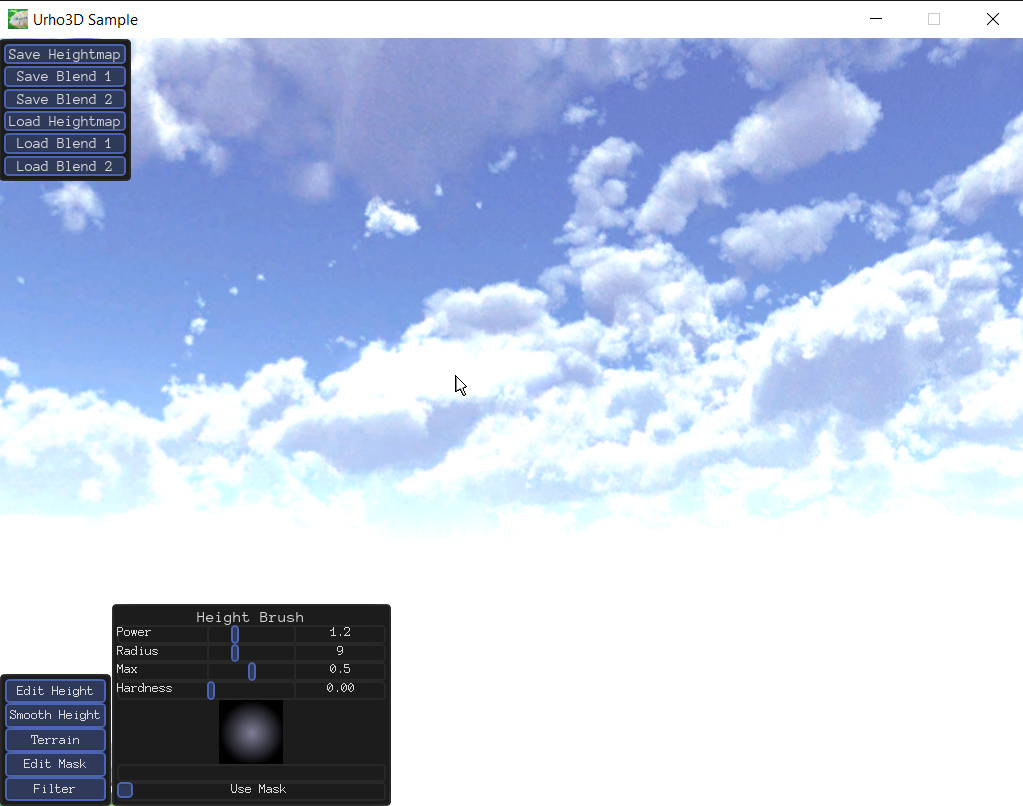 Urho3D Sample
Save Heightmap
Save Blend 1
Save Blend 2
Load Heightmap
Load Blend 1
Load Blend 2
Height Brush
Power 1.2
Radius 9
Max 0.5
Hardness 0.00
Edit Height
Smooth Height
Terrain
Edit Mask
Filter
Use Mask